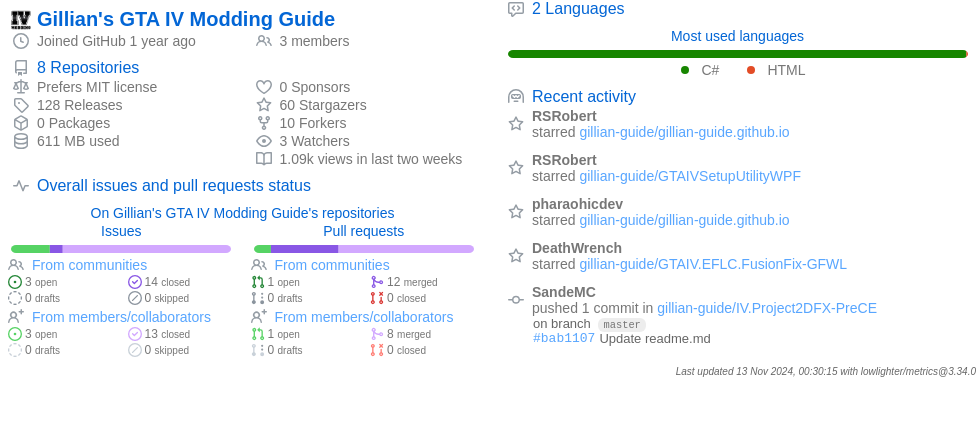 IV Gillian's GTA IV Modding Guide
Joined GitHub 1 year ago
3 members
8 Repositories
Prefers MIT license
128 Releases
0 Packages
611 MB used
0 Sponsors
60 Stargazers
10 Forkers
3 Watchers
1.09k views in last two weeks
Overall issues and pull requests status
On Gillian's GTA IV Modding Guide's repositories
Issues
From communities
3 open
14 closed
0 drafts
0 skipped
From members/collaborators
3 open
13 closed
0 drafts
0 skipped
Pull requests
From communities
1 open
12 merged
0 drafts
0 closed
From members/collaborators
1 open
8 merged
0 drafts
0 closed
2 Languages
Most used languages
C# HTML
Recent activity
RSRobert
starred gillian-guide/gillian-guide.github.io
RSRobert
starred gillian-guide/GTAIVSetupUtilityWPF
pharaohicdev
starred gillian-guide/gillian-guide.github.io
DeathWrench
starred gillian-guide/GTAIV.EFLC.FusionFix-GFWL
SandeMC
pushed 1 commit in gillian-guide/IV.Project2DFX-PreCE
on branch master
#bab1107 Update readme.md
Last updated 13 Nov 2024, 00:30:15 with lowlighter/metrics@3.34.0